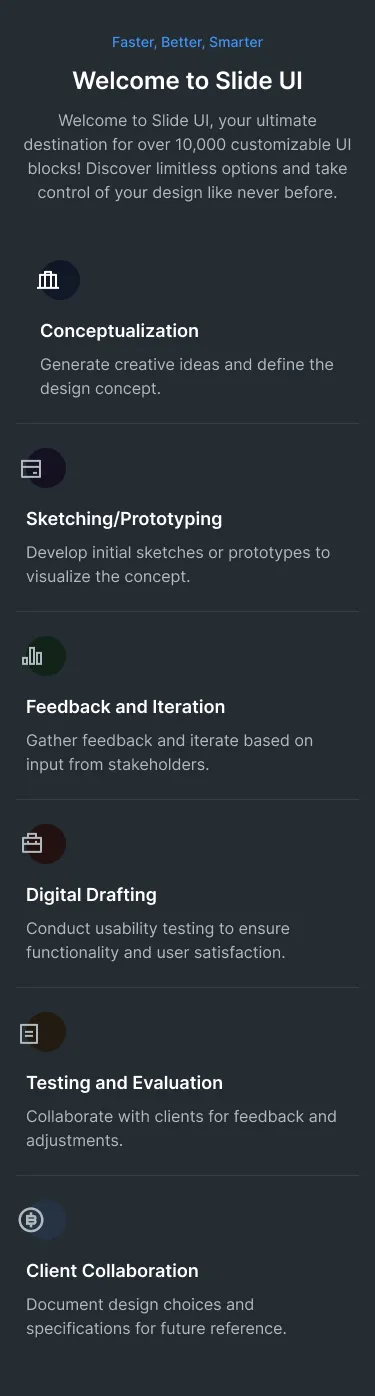 Faster, Better, Smarter
Welcome to Slide UI
Welcome to Slide UI, your ultimate
destination for over 10,000 customizable UI
blocks! Discover limitless options and take
control of your design like never before.
Conceptualization
Generate creative ideas and define the
design concept.
Sketching/Prototyping
Develop initial sketches or prototypes to
visualize the concept.
Feedback and Iteration
Gather feedback and iterate based on
input from stakeholders.
Digital Drafting
Conduct usability testing to ensure
functionality and user satisfaction.
Testing and Evaluation
Collaborate with clients for feedback and
adjustments.
Client Collaboration
Document design choices and
specifications for future reference.